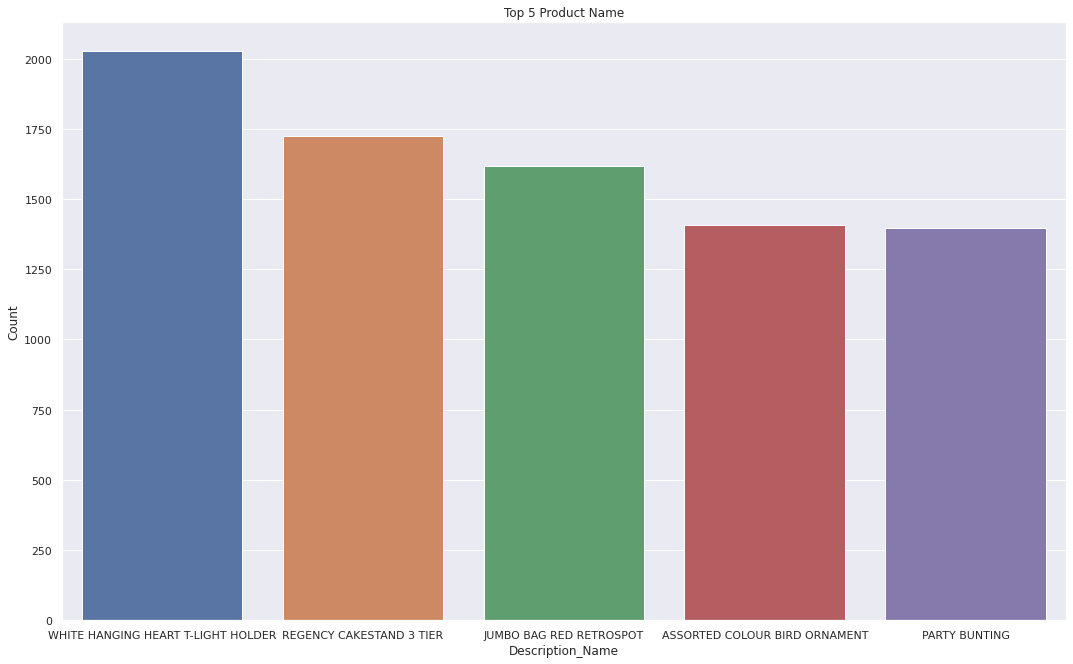 Top 5 Product Name
2000
1750
1500
1250
1000
750
500
250
0
Count
WHITE HANGING HEART T-LIGHT HOLDER REGENCY CAKESTAND 3 TIER JUMBO BAG RED RETROSPOT ASSORTED COLOUR BIRD ORNAMENT PARTY BUNTING
Description_Name